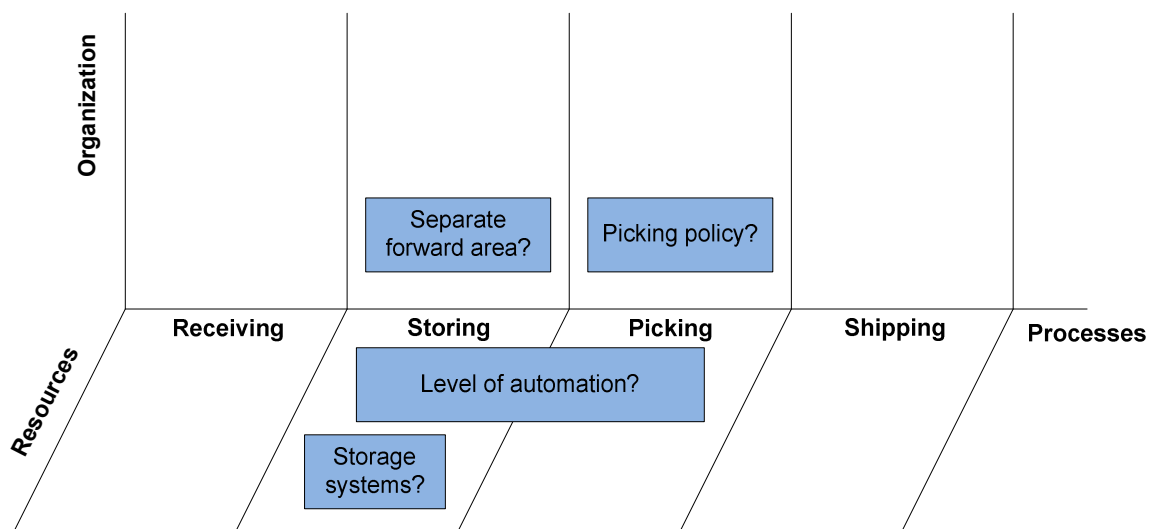 Organization
Separate
forward area?
Picking policy?
Receiving
Storing
Picking
Shipping
Processes
Resources
Level of automation?
Storage
systems?